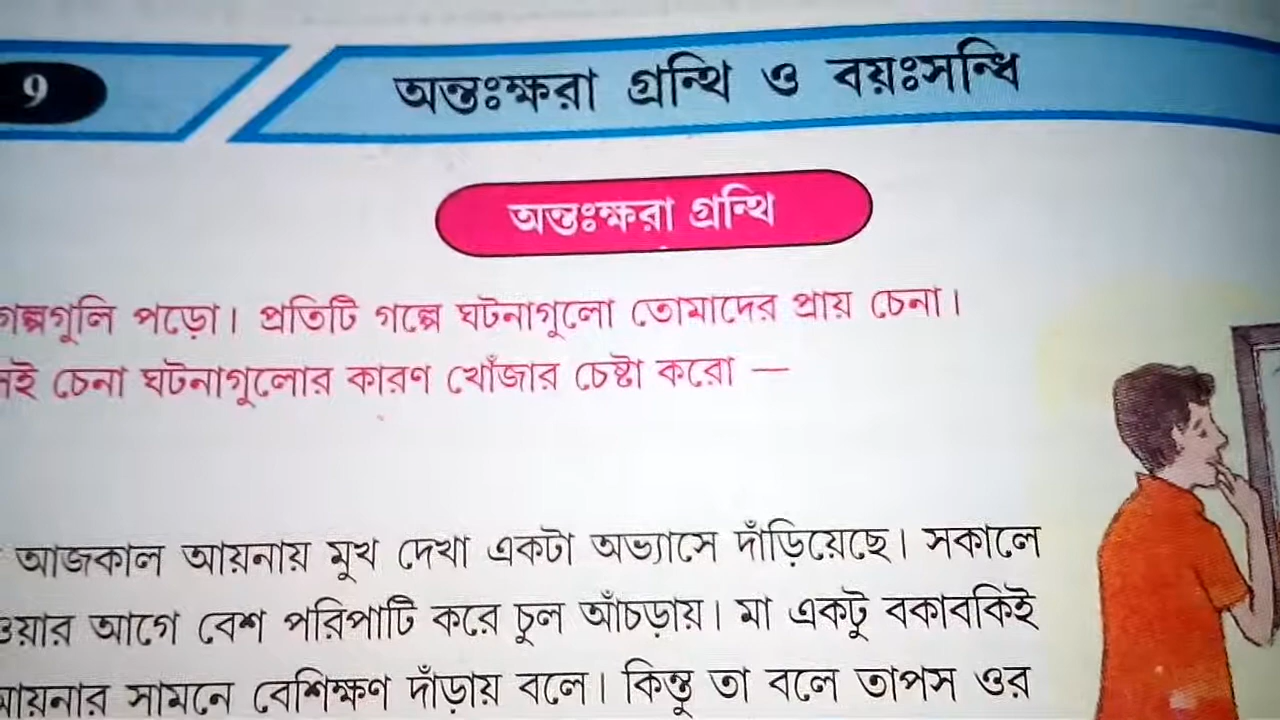 9
অন্তঃক্ষরা গ্রন্থি ও বয়ঃসন্ধি
অন্তঃক্ষরা গ্রন্থি
গল্পগুলি পড়ো। প্রতিটি গল্পে ঘটনাগুলো তোমাদের প্রায় চেনা।
চেনা ঘটনাগুলোর কারণ খোঁজার চেষ্টা করো —
আজকাল আয়নায় মুখ দেখা একটা অভ্যাসে দাঁড়িয়েছে। সকালে
আগে বেশ পরিপাটি করে চুল আঁচড়ায়। মা একটু বকাবকিই
সামনে বেশিক্ষণ দাঁড়ায় বলে। কিন্তু তা বলে তাপস ওর